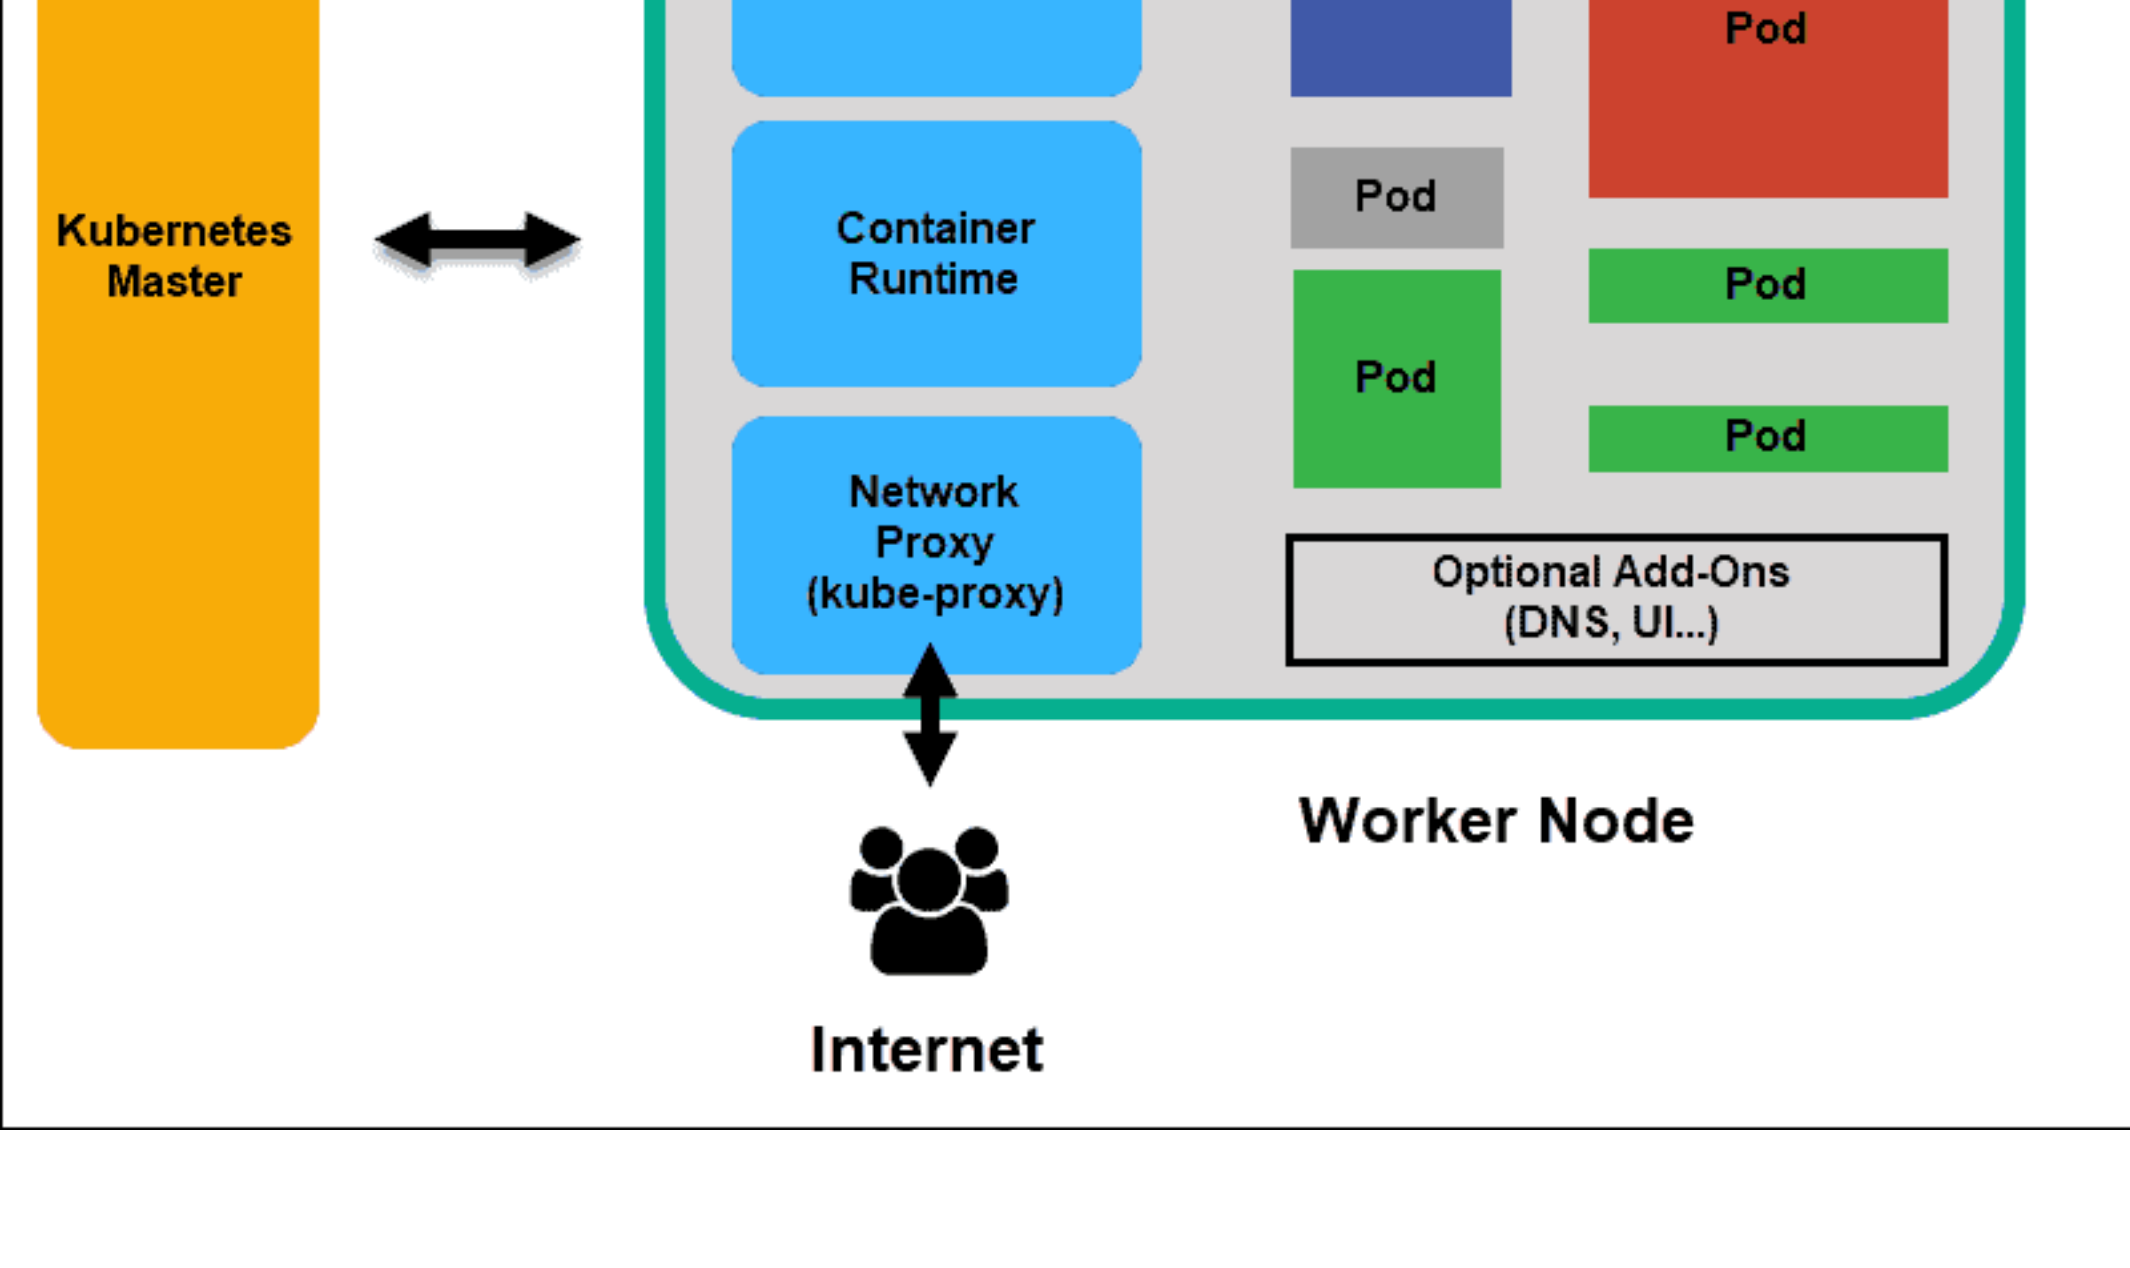 Kubernetes
Master
Container
Runtime
Network
Proxy
(kube-proxy)
Pod
Pod
Pod
Pod
Pod
Optional Add-Ons
(DNS, UI...)
Worker Node
Internet